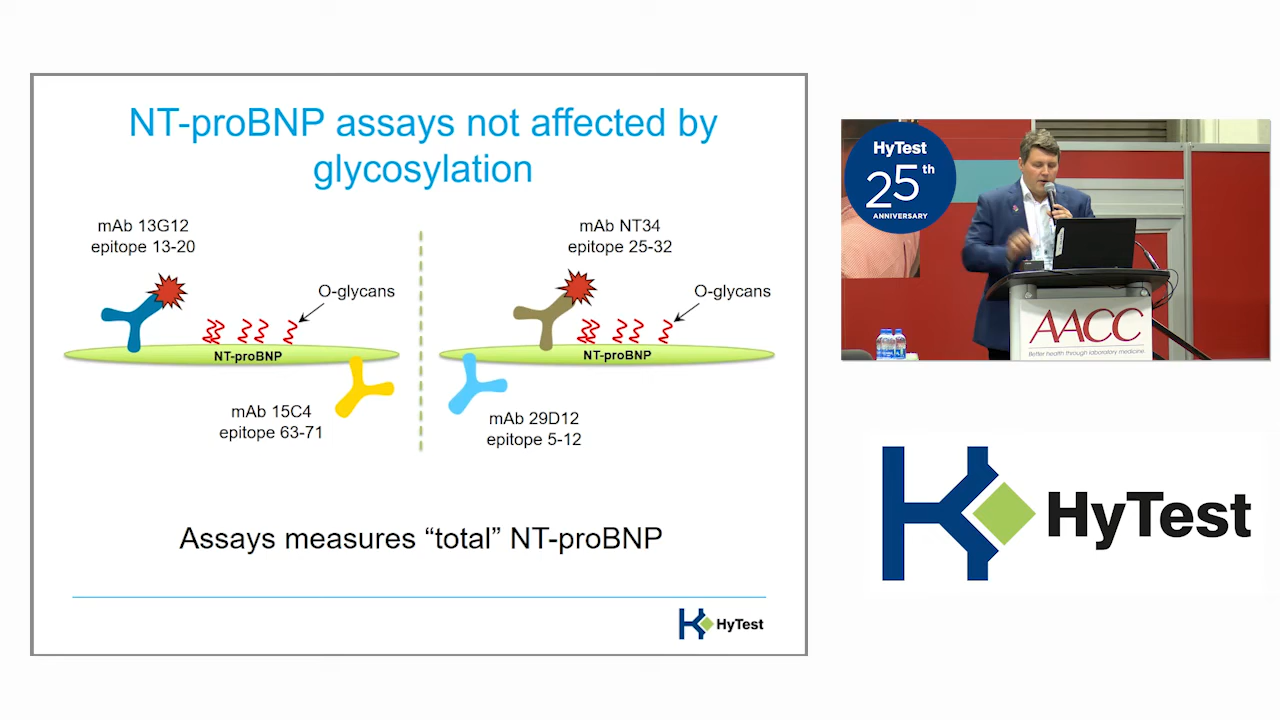 NT-proBNP assays not affected by
glycosylation
mAb 13G12
epitope 13-20
O-glycans
NT-proBNP
mAb 15C4
epitope 63-71
mAb NT34
epitope 25-32
O-glycans
NT-proBNP
mAb 29D12
epitope 5-12
Assays measures “total” NT-proBNP
HyTest
HyTest
25th
ANNIVERSARY
AACC
Better health through laboratory medicine.
HyTest